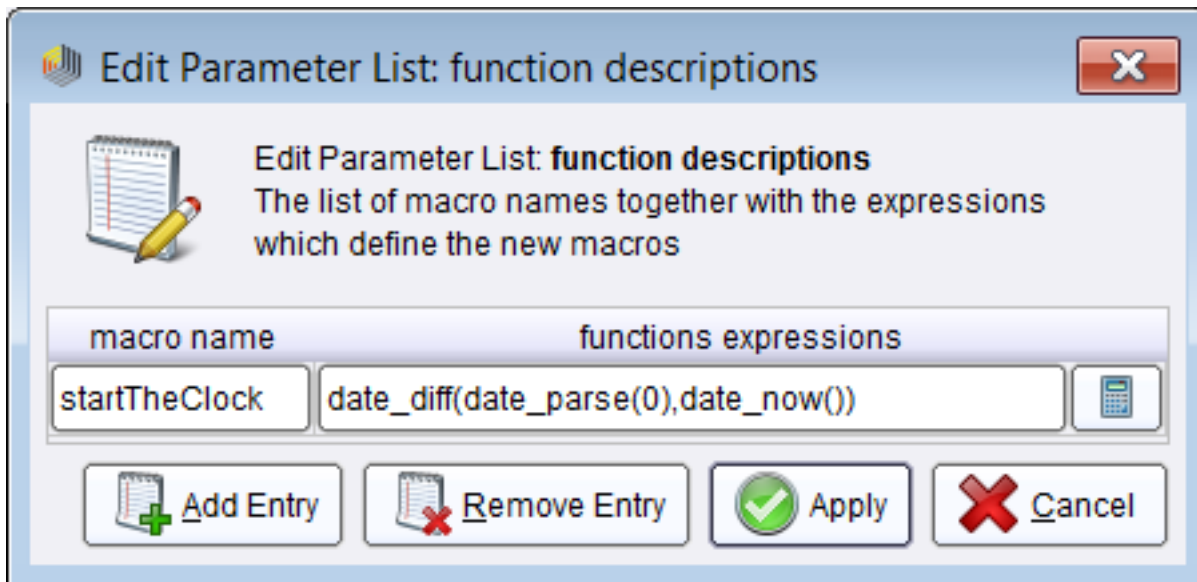 Edit Parameter List: function descriptions
Edit Parameter List: function descriptions
The list of macro names together with the expressions
which define the new macros
macro name functions expressions
startTheClock date_diff(date_parse(0),date_now())
Add Entry Remove Entry Apply Cancel